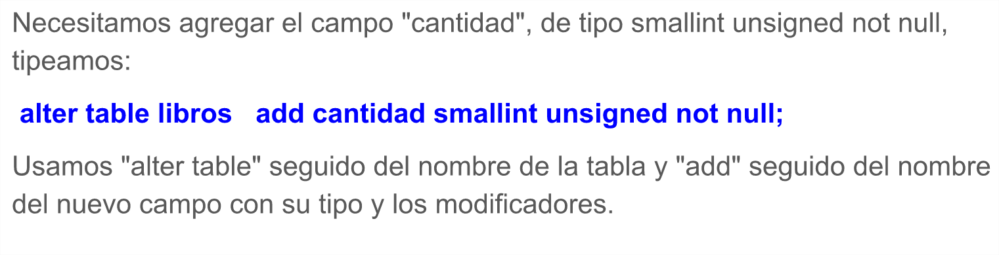 Necesitamos agregar el campo "cantidad", de tipo smallint unsigned not null,
tipeamos:
alter table libros   add cantidad smallint unsigned not null;
Usamos "alter table" seguido del nombre de la tabla y "add" seguido del nombre
del nuevo campo con su tipo y los modificadores.